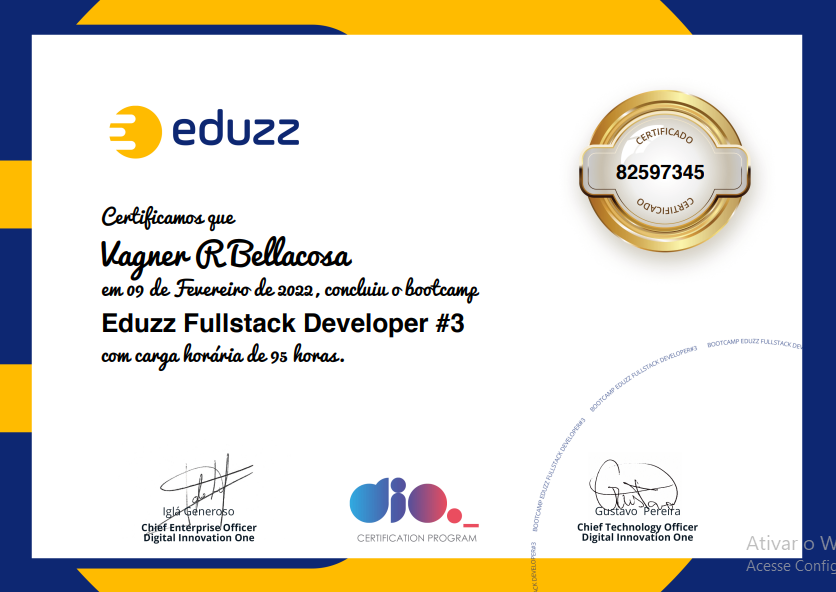 eduzz
CERTIFICADO
82597345
CERTIFICADO
Certificamos que
Vagner R Bellacosa
em 09 de Fevereiro de 2022, concluiu o bootcamp
Eduzz Fullstack Developer #3
com carga horária de 95 horas.
BOOTCAMP EDUZZ FULLSTACK DEVELOPER#3
BOOTCAMP EDUZZ FULLSTACK DEVELOPER#3
BOOTCAMP EDUZZ FULLSTACK DEV
DEVELOPER#3
Iglá Generoso
Chief Enterprise Officer
Digital Innovation One
dio_
CERTIFICATION PROGRAM
Gustavo Pereira
Chief Technology Officer
Digital Innovation One
Ativar o W
Acesse Config